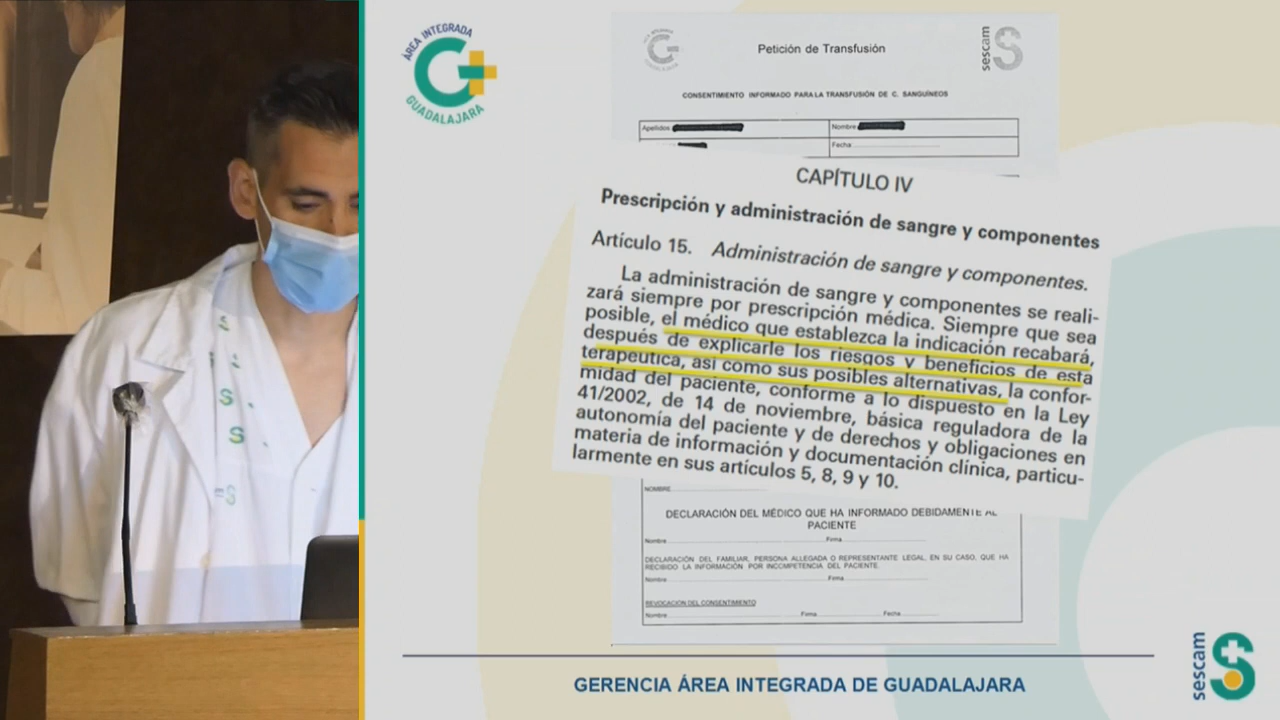 ÁREA INTEGRADA
GUADALAJARA
Petición de Transfusión
sescam
CONSENTIMIENTO INFORMADO PARA LA TRANSFUSIÓN DE C. SANGUÍNEOS
Apellidos
Nombre
Fecha
CAPÍTULO IV
Prescripción y administración de sangre y componentes
Artículo 15. Administración de sangre y componentes.
La administración de sangre y componentes se reali-
zará siempre por prescripción médica. Siempre que sea
posible, el médico que establezca la indicación recabará,
después de explicarle los riesgos y beneficios de esta
terapeutica, así como sus posibles alternativas, la confor-
midad del paciente, conforme a lo dispuesto en la Ley
41/2002, de 14 de noviembre, básica reguladora de la
autonomía del paciente y de derechos y obligaciones en
materia de información y documentación clínica, particu-
larmente en sus artículos 5, 8, 9 y 10.
NOMBRE
DECLARACIÓN DEL MÉDICO QUE HA INFORMADO DEBIDAMENTE AL
PACIENTE
Nombre Firma
DECLARACIÓN DEL FAMILIAR, PERSONA ALLEGADA O REPRESENTANTE LEGAL, EN SU CASO, QUE HA
RECIBIDO LA INFORMACIÓN POR INCOMPETENCIA DEL PACIENTE.
Nombre Firma
REVOCACION DEL CONSENTIMIENTO
Nombre Firma Fecha
GERENCIA ÁREA INTEGRADA DE GUADALAJARA
sescam